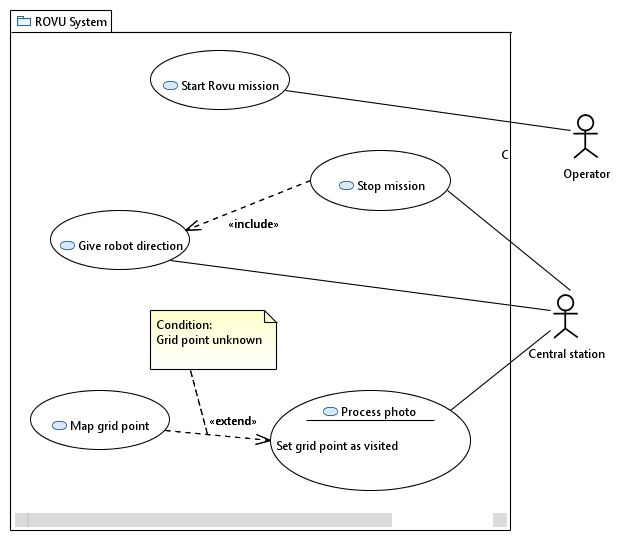 ROVU System
Start Rovu mission
Operator
C
Stop mission
«include»
Give robot direction
Condition:
Grid point unknown
Central station
Process photo
«extend»
Map grid point
Set grid point as visited